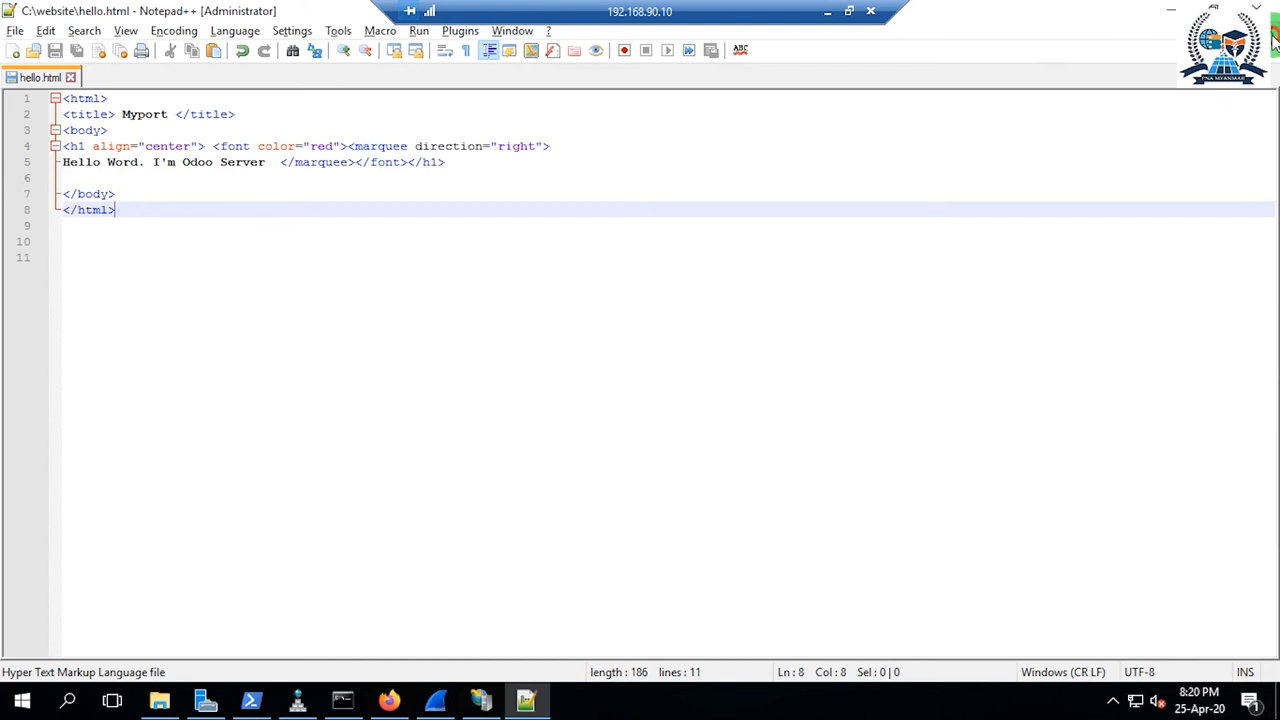 C:\website\hello.html - Notepad++ [Administrator]
192.168.90.10
File Edit Search View Encoding Language Settings Tools Macro Run Plugins Window ?
hello.html
PNA MYANMAR
1 <html>
2 <title> Myport </title>
3 <body>
4 <h1 align="center"> <font color="red"><marquee direction="right">
5 Hello Word. I'm Odoo Server  </marquee></font></h1>
6
7 </body>
8 </html>
9
10
11
Hyper Text Markup Language file length : 186 lines : 11 Ln : 8 Col : 8 Sel : 0 | 0 Windows (CR LF) UTF-8 INS
8:20 PM
25-Apr-20
1